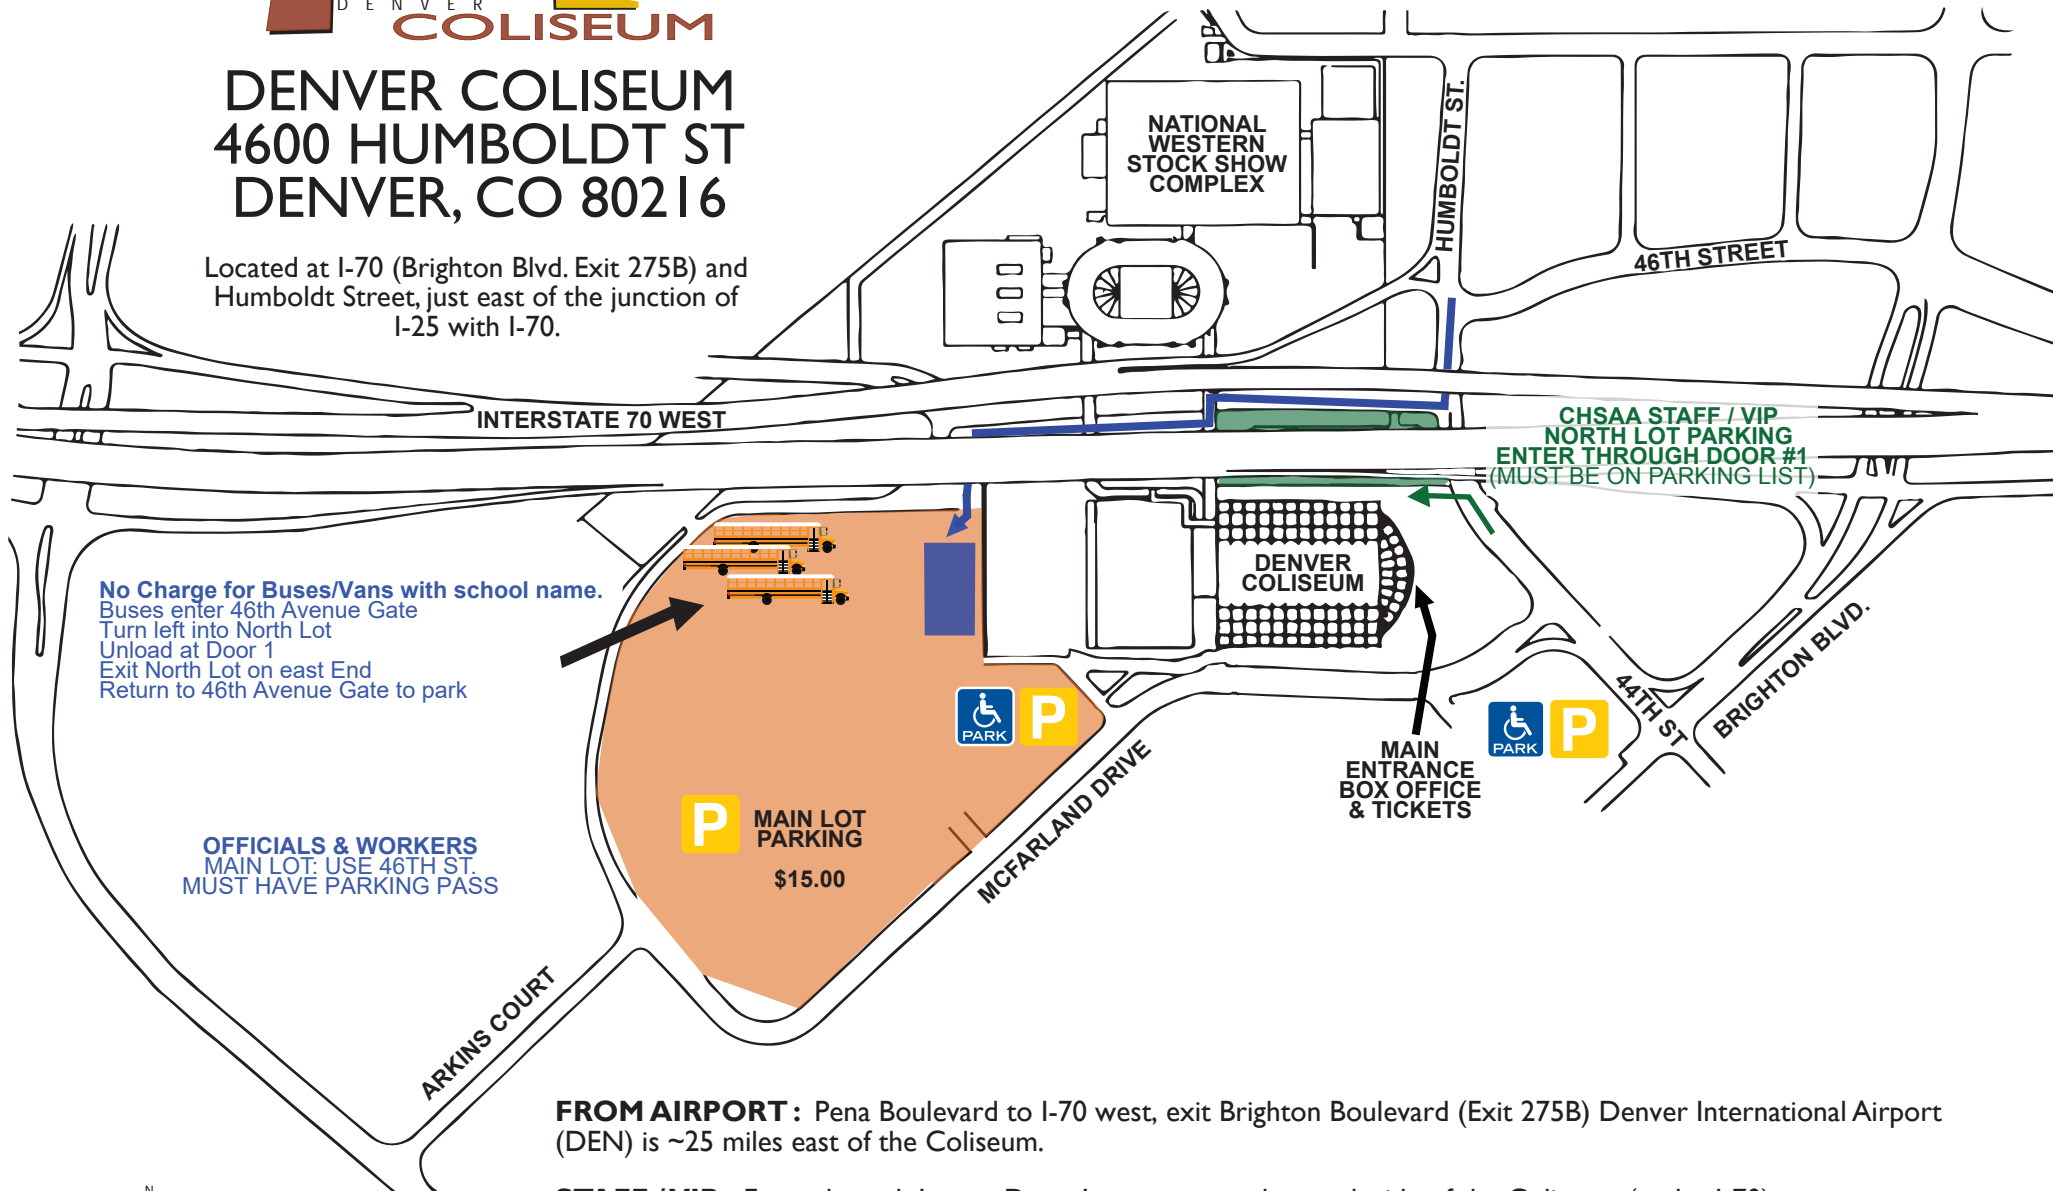 DENVER
COLISEUM
DENVER COLISEUM
4600 HUMBOLDT ST
DENVER, CO 80216
Located at I-70 (Brighton Blvd. Exit 275B) and
Humboldt Street, just east of the junction of
I-25 with I-70.
NATIONAL
WESTERN
STOCK SHOW
COMPLEX
HUMBOLDT ST.
46TH STREET
INTERSTATE 70 WEST
CHSAA STAFF / VIP
NORTH LOT PARKING
ENTER THROUGH DOOR #1
(MUST BE ON PARKING LIST)
DENVER
COLISEUM
No Charge for Buses/Vans with school name.
Buses enter 46th Avenue Gate
Turn left into North Lot
Unload at Door 1
Exit North Lot on east End
Return to 46th Avenue Gate to park
PARK
P
44TH ST
BRIGHTON BLVD.
PARK
P
MAIN
ENTRANCE
BOX OFFICE
& TICKETS
MCFARLAND DRIVE
P
MAIN LOT
PARKING
$15.00
OFFICIALS & WORKERS
MAIN LOT: USE 46TH ST.
MUST HAVE PARKING PASS
ARKINS COURT
FROM AIRPORT: Pena Boulevard to I-70 west, exit Brighton Boulevard (Exit 275B) Denver International Airport
(DEN) is ~25 miles east of the Coliseum.
N